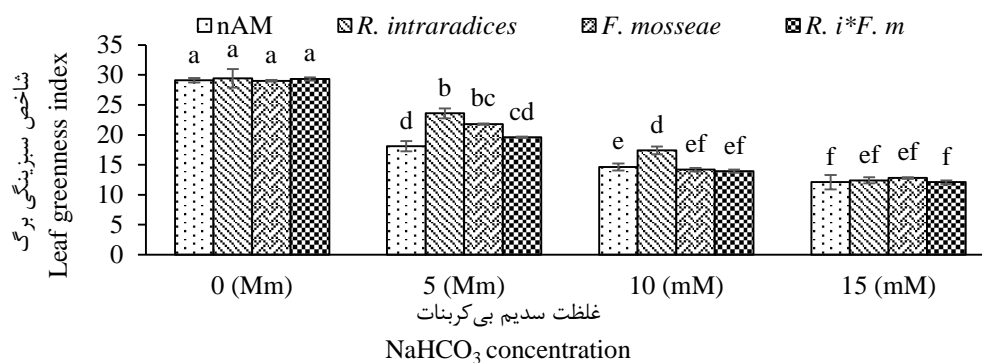 nAM R. intraradices F. mosseae R. i*F. m
شاخص سبزینگی برگ
Leaf greenness index
35
30
25
20
15
10
5
0
a a a a
d b bc cd
e d ef ef
f ef ef f
0 (Mm) 5 (Mm) 10 (mM) 15 (mM)
غلظت سدیم بی‌کربنات
NaHCO₃ concentration